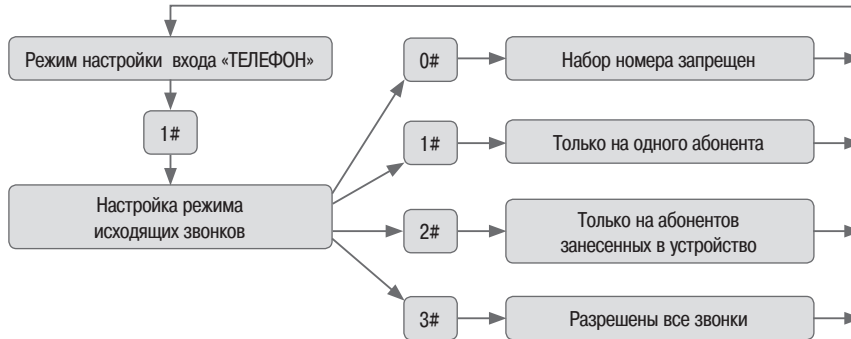 Режим настройки входа «ТЕЛЕФОН»
1#
Настройка режима
исходящих звонков
0#
Набор номера запрещен
1#
Только на одного абонента
2#
Только на абонентов
занесенных в устройство
3#
Разрешены все звонки